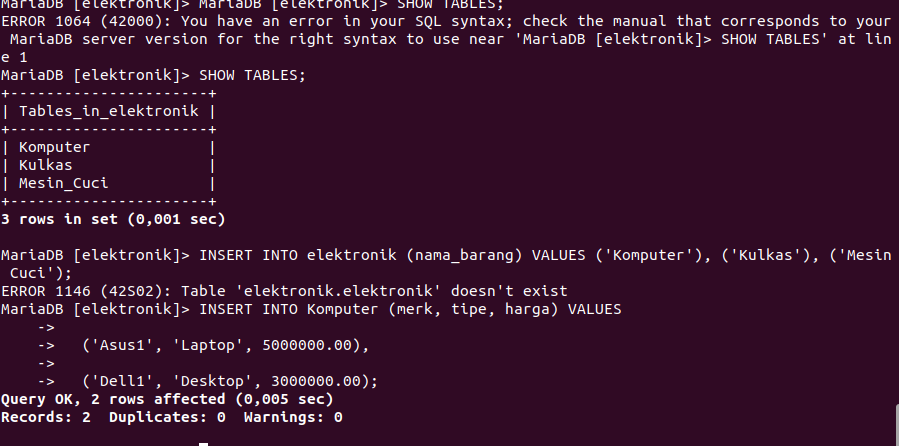 MariaDB [elektronik]> MariaDB [elektronik]> SHOW TABLES;
ERROR 1064 (42000): You have an error in your SQL syntax; check the manual that corresponds to your
 MariaDB server version for the right syntax to use near 'MariaDB [elektronik]> SHOW TABLES' at lin
e 1
MariaDB [elektronik]> SHOW TABLES;
+----------------------+
| Tables_in_elektronik |
+----------------------+
| Komputer             |
| Kulkas               |
| Mesin_Cuci           |
+----------------------+
3 rows in set (0,001 sec)

MariaDB [elektronik]> INSERT INTO elektronik (nama_barang) VALUES ('Komputer'), ('Kulkas'), ('Mesin
 Cuci');
ERROR 1146 (42S02): Table 'elektronik.elektronik' doesn't exist
MariaDB [elektronik]> INSERT INTO Komputer (merk, tipe, harga) VALUES
    ->
    ->   ('Asus1', 'Laptop', 5000000.00),
    ->
    ->   ('Dell1', 'Desktop', 3000000.00);
Query OK, 2 rows affected (0,005 sec)
Records: 2  Duplicates: 0  Warnings: 0